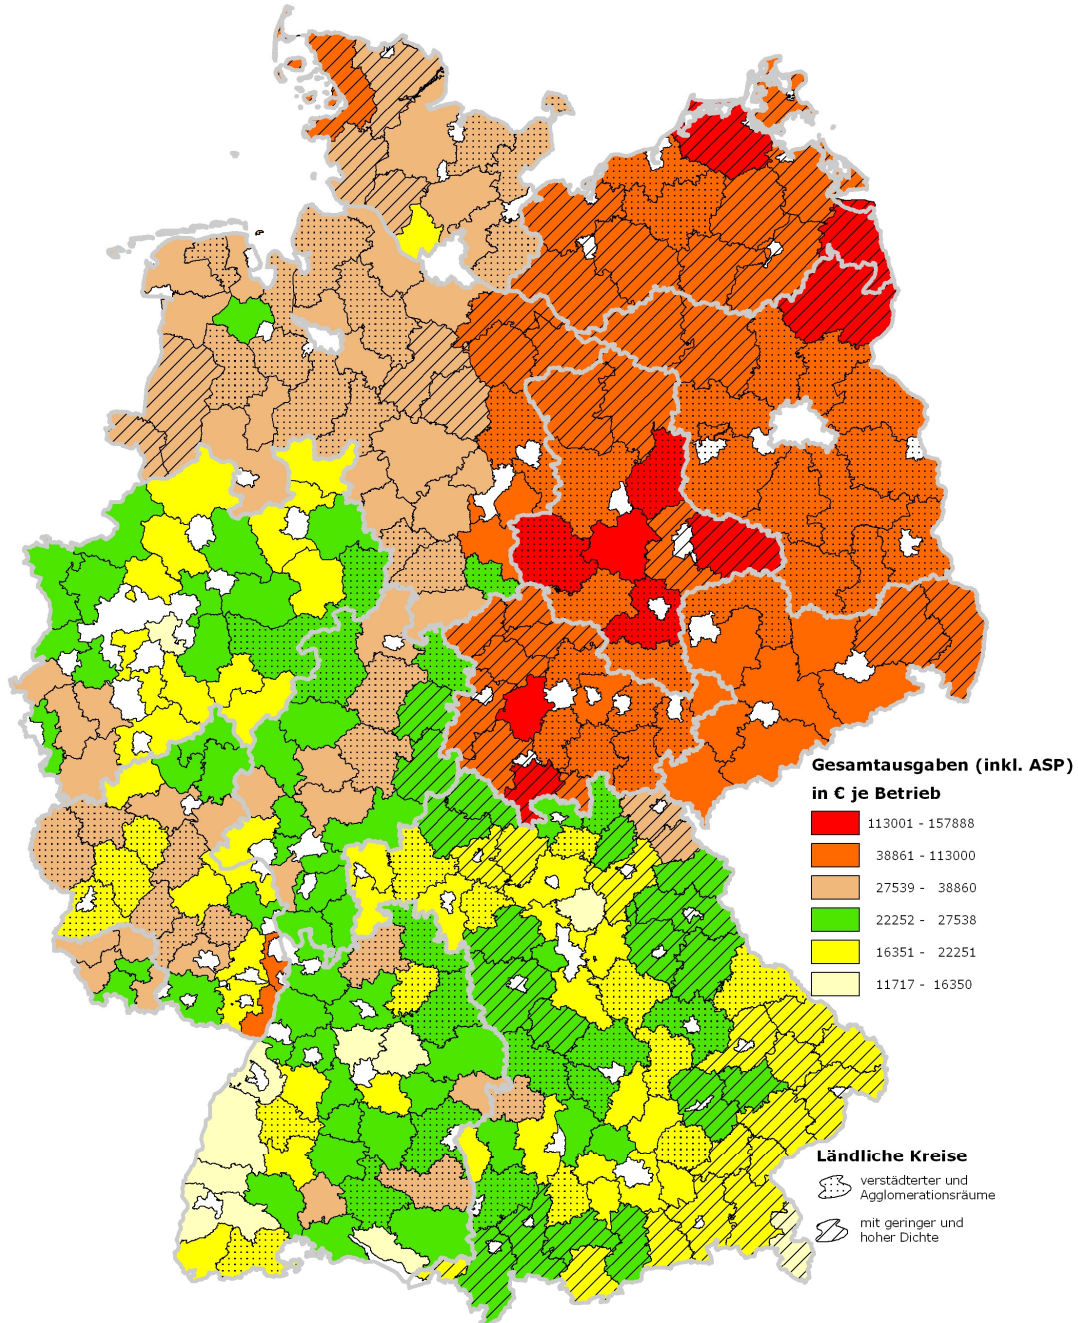 Gesamtausgaben (inkl. ASP)
in € je Betrieb
113001 - 157888
38861 - 113000
27539 - 38860
22252 - 27538
16351 - 22251
11717 - 16350
Ländliche Kreise
verstädterter und
Agglomerationsräume
mit geringer und
hoher Dichte